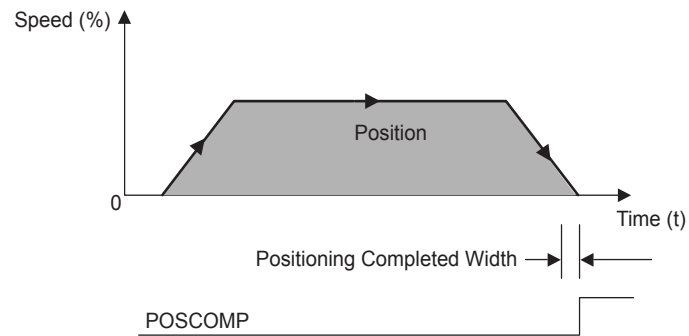 Speed (%)
Position
0
Time (t)
Positioning Completed Width
POSCOMP